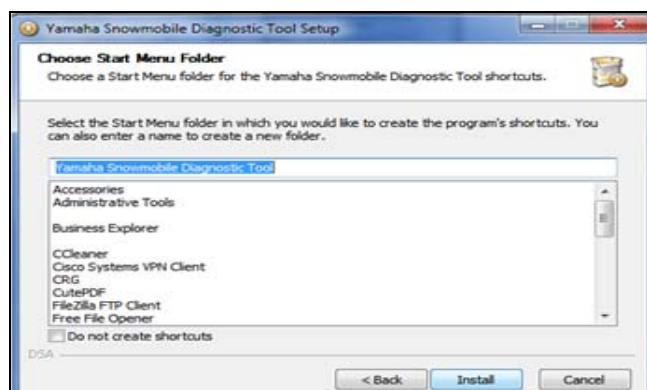 Yamaha Snowmobile Diagnostic Tool Setup
Choose Start Menu Folder
Choose a Start Menu folder for the Yamaha Snowmobile Diagnostic Tool shortcuts.
Select the Start Menu folder in which you would like to create the program's shortcuts. You
can also enter a name to create a new folder.
Yamaha Snowmobile Diagnostic Tool
Accessories
Administrative Tools
Business Explorer
CCleaner
Cisco Systems VPN Client
CRG
CutePDF
FileZilla FTP Client
Free File Opener
Do not create shortcuts
DSA
< Back
Install
Cancel